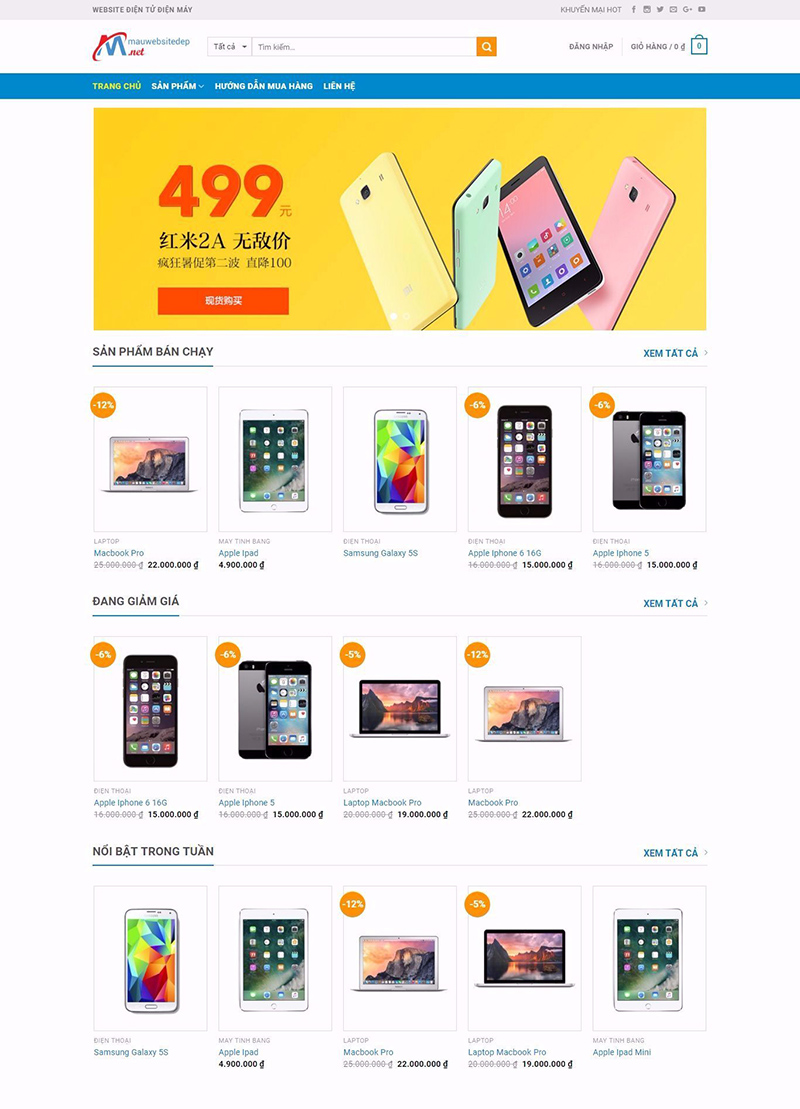 WEBSITE ĐIỆN TỬ ĐIỆN MÁY
KHUYẾN MẠI HOT
mauwebsitedep
.net
Tất cả
Tìm kiếm...
ĐĂNG NHẬP
GIỎ HÀNG / 0 ₫
0
TRANG CHỦ SẢN PHẨM HƯỚNG DẪN MUA HÀNG LIÊN HỆ
499元
红米2A 无敌价
疯狂暑促第二波 直降100
现货购买
SẢN PHẨM BÁN CHẠY
XEM TẤT CẢ
-12% -6% -6%
LAPTOP MÁY TÍNH BẢNG ĐIỆN THOẠI ĐIỆN THOẠI ĐIỆN THOẠI
Macbook Pro Apple Ipad Samsung Galaxy 5S Apple Iphone 6 16G Apple Iphone 5
25.000.000 ₫ 22.000.000 ₫ 4.900.000 ₫ 16.000.000 ₫ 15.000.000 ₫ 16.000.000 ₫ 15.000.000 ₫
ĐANG GIẢM GIÁ
XEM TẤT CẢ
-6% -6% -5% -12%
ĐIỆN THOẠI ĐIỆN THOẠI LAPTOP LAPTOP
Apple Iphone 6 16G Apple Iphone 5 Laptop Macbook Pro Macbook Pro
16.000.000 ₫ 15.000.000 ₫ 16.000.000 ₫ 15.000.000 ₫ 20.000.000 ₫ 19.000.000 ₫ 25.000.000 ₫ 22.000.000 ₫
NỔI BẬT TRONG TUẦN
XEM TẤT CẢ
-12% -5%
ĐIỆN THOẠI MÁY TÍNH BẢNG LAPTOP LAPTOP MÁY TÍNH BẢNG
Samsung Galaxy 5S Apple Ipad Macbook Pro Laptop Macbook Pro Apple Ipad Mini
4.900.000 ₫ 25.000.000 ₫ 22.000.000 ₫ 20.000.000 ₫ 19.000.000 ₫